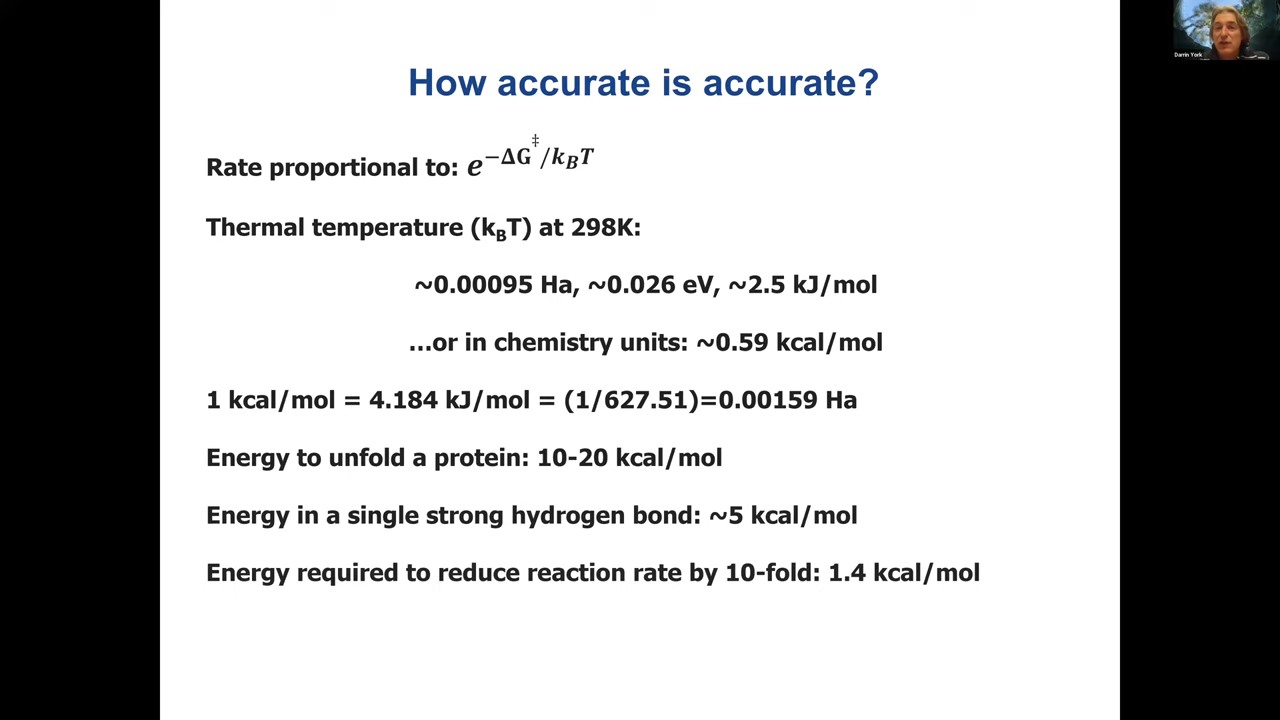 Darrin York
How accurate is accurate?
Rate proportional to: e^{−ΔG^‡/k_BT}
Thermal temperature (k_BT) at 298K:
~0.00095 Ha, ~0.026 eV, ~2.5 kJ/mol
…or in chemistry units: ~0.59 kcal/mol
1 kcal/mol = 4.184 kJ/mol = (1/627.51)=0.00159 Ha
Energy to unfold a protein: 10-20 kcal/mol
Energy in a single strong hydrogen bond: ~5 kcal/mol
Energy required to reduce reaction rate by 10-fold: 1.4 kcal/mol